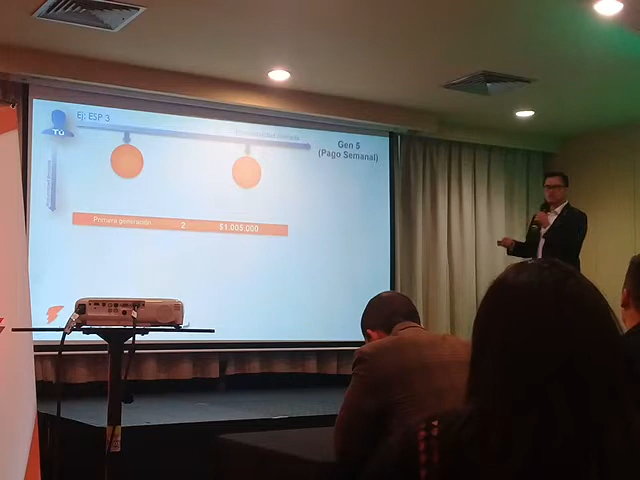 Ej: ESP 3
Tú
Gen 5
(Pago Semanal)
Primera generación 2 $1.005.000